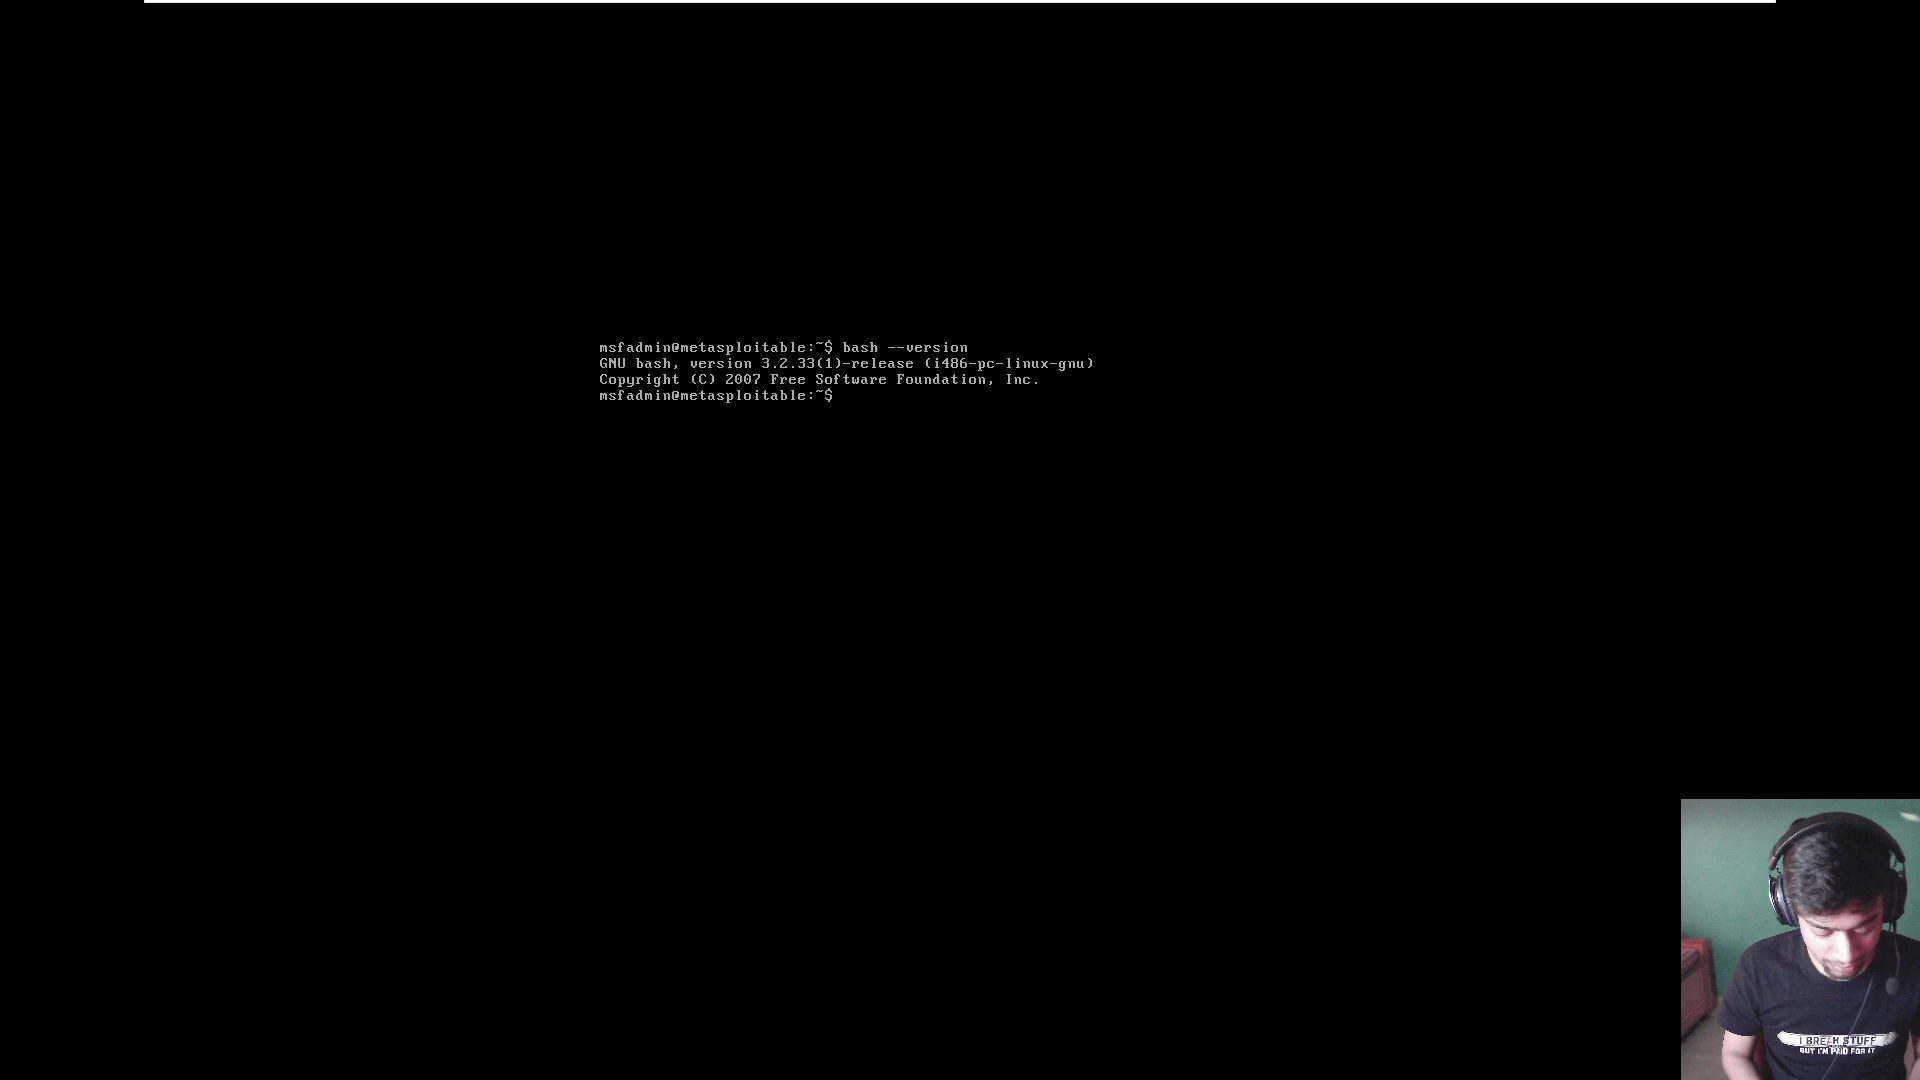 msfadmin@metasploitable:~$ bash --version
GNU bash, version 3.2.33(1)-release (i486-pc-linux-gnu)
Copyright (C) 2007 Free Software Foundation, Inc.
msfadmin@metasploitable:~$
I BREAK STUFF
BUT I'M PAID FOR IT